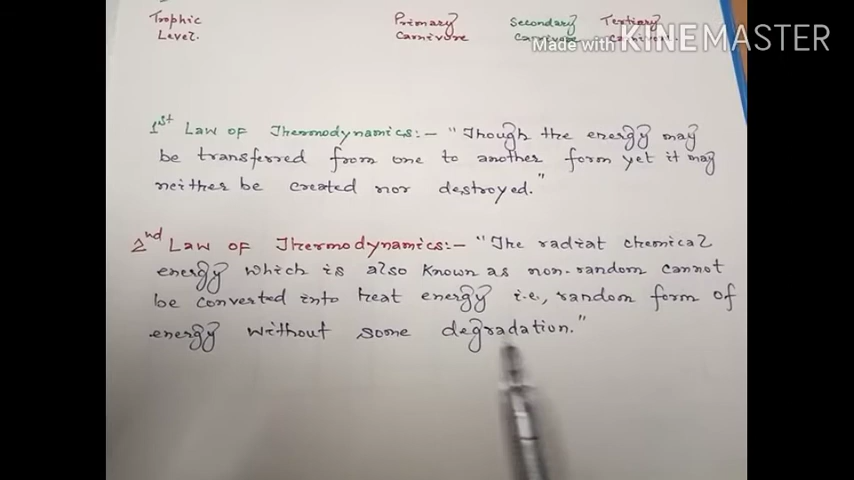 Trophic Level.
Primary Carnivore
Secondary Carnivore
Tertiary
Made with KINEMASTER
1st Law of Thermodynamics:- "Though the energy may
be transferred from one to another form yet it may
neither be created nor destroyed."
2nd Law of Thermodynamics:- "The radiat chemical
energy which is also known as non-random cannot
be converted into heat energy i.e., random form of
energy without some degradation."